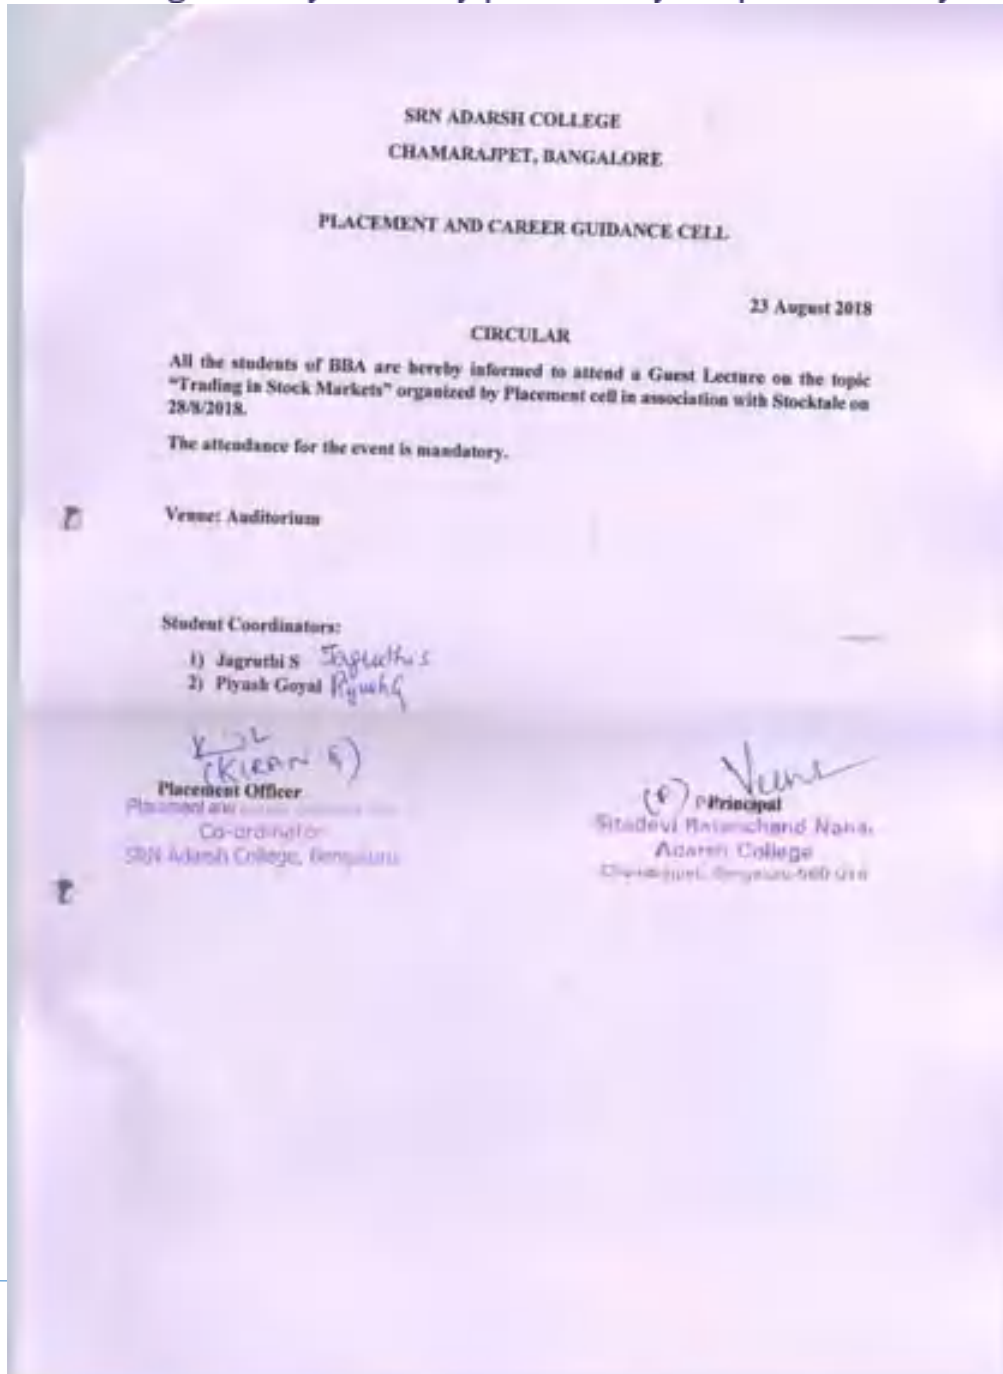 SRN ADARSH COLLEGE
CHAMARAJPET, BANGALORE
PLACEMENT AND CAREER GUIDANCE CELL
23 August 2018
CIRCULAR
All the students of BBA are hereby informed to attend a Guest Lecture on the topic
"Trading in Stock Markets" organized by Placement cell in association with Stocktale on
28/8/2018.
The attendance for the event is mandatory.
Venue: Auditorium
Student Coordinators:
1) Jagruthi S Jagruthi S
2) Piyush Goyal Piyush G
(KIRAN
Placement Officer
Placement and
Co-ordinator
SRN Adarsh College, Bengaluru
Principal
Sitadevi Ratanchand Nahar
Adarsh College